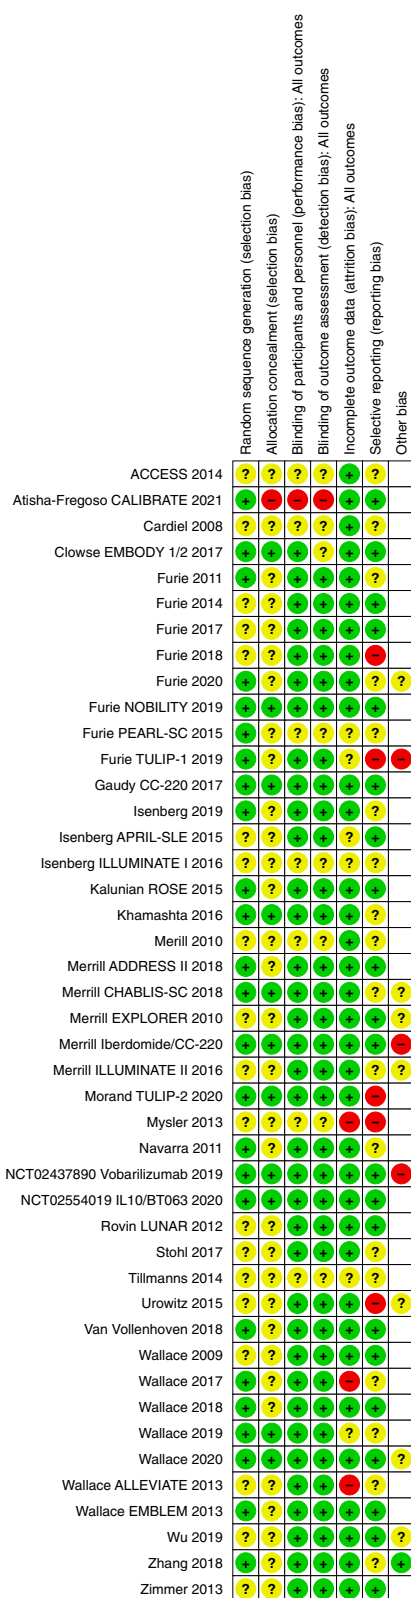 Random sequence generation (selection bias)
Allocation concealment (selection bias)
Blinding of participants and personnel (performance bias): All outcomes
Blinding of outcome assessment (detection bias): All outcomes
Incomplete outcome data (attrition bias): All outcomes
Selective reporting (reporting bias)
Other bias
ACCESS 2014 ? ? ? ? + ?
Atisha-Fregoso CALIBRATE 2021 + – – – + +
Cardiel 2008 ? ? ? ? + ?
Clowse EMBODY 1/2 2017 + + + ? + +
Furie 2011 + ? + + + ?
Furie 2014 ? ? + + + +
Furie 2017 ? ? + + + +
Furie 2018 ? ? + + + –
Furie 2020 + ? + + + ? ?
Furie NOBILITY 2019 + + + + + +
Furie PEARL-SC 2015 + ? ? ? ? ?
Furie TULIP-1 2019 + ? + + ? – –
Gaudy CC-220 2017 + + + + + +
Isenberg 2019 + ? + + + ?
Isenberg APRIL-SLE 2015 ? ? + + ? +
Isenberg ILLUMINATE I 2016 ? ? ? ? ? ?
Kalunian ROSE 2015 + ? + + + +
Khamashta 2016 + + + + + ?
Merill 2010 ? ? ? ? + ?
Merrill ADDRESS II 2018 + ? + + + +
Merrill CHABLIS-SC 2018 + + + + + ? ?
Merrill EXPLORER 2010 ? ? + + + + ?
Merrill Iberdomide/CC-220 + + + + + + –
Merrill ILLUMINATE II 2016 ? ? + + + ? ?
Morand TULIP-2 2020 + + + + + –
Mysler 2013 ? ? ? ? – –
Navarra 2011 + ? + + + ?
NCT02437890 Vobarilizumab 2019 + + + + + + –
NCT02554019 IL10/BT063 2020 + + + + + +
Rovin LUNAR 2012 ? ? + + + +
Stohl 2017 ? ? + + + ?
Tillmanns 2014 ? ? ? ? ? ?
Urowitz 2015 ? ? + + + – ?
Van Vollenhoven 2018 + ? + + + +
Wallace 2009 ? ? + + + +
Wallace 2017 + ? + + – ?
Wallace 2018 + ? + + + +
Wallace 2019 + + + + ? ?
Wallace 2020 + + + + + + ?
Wallace ALLEVIATE 2013 ? ? + + – ?
Wallace EMBLEM 2013 + ? + + + +
Wu 2019 ? ? + + + + ?
Zhang 2018 + ? + + + ? +
Zimmer 2013 ? ? + + + +